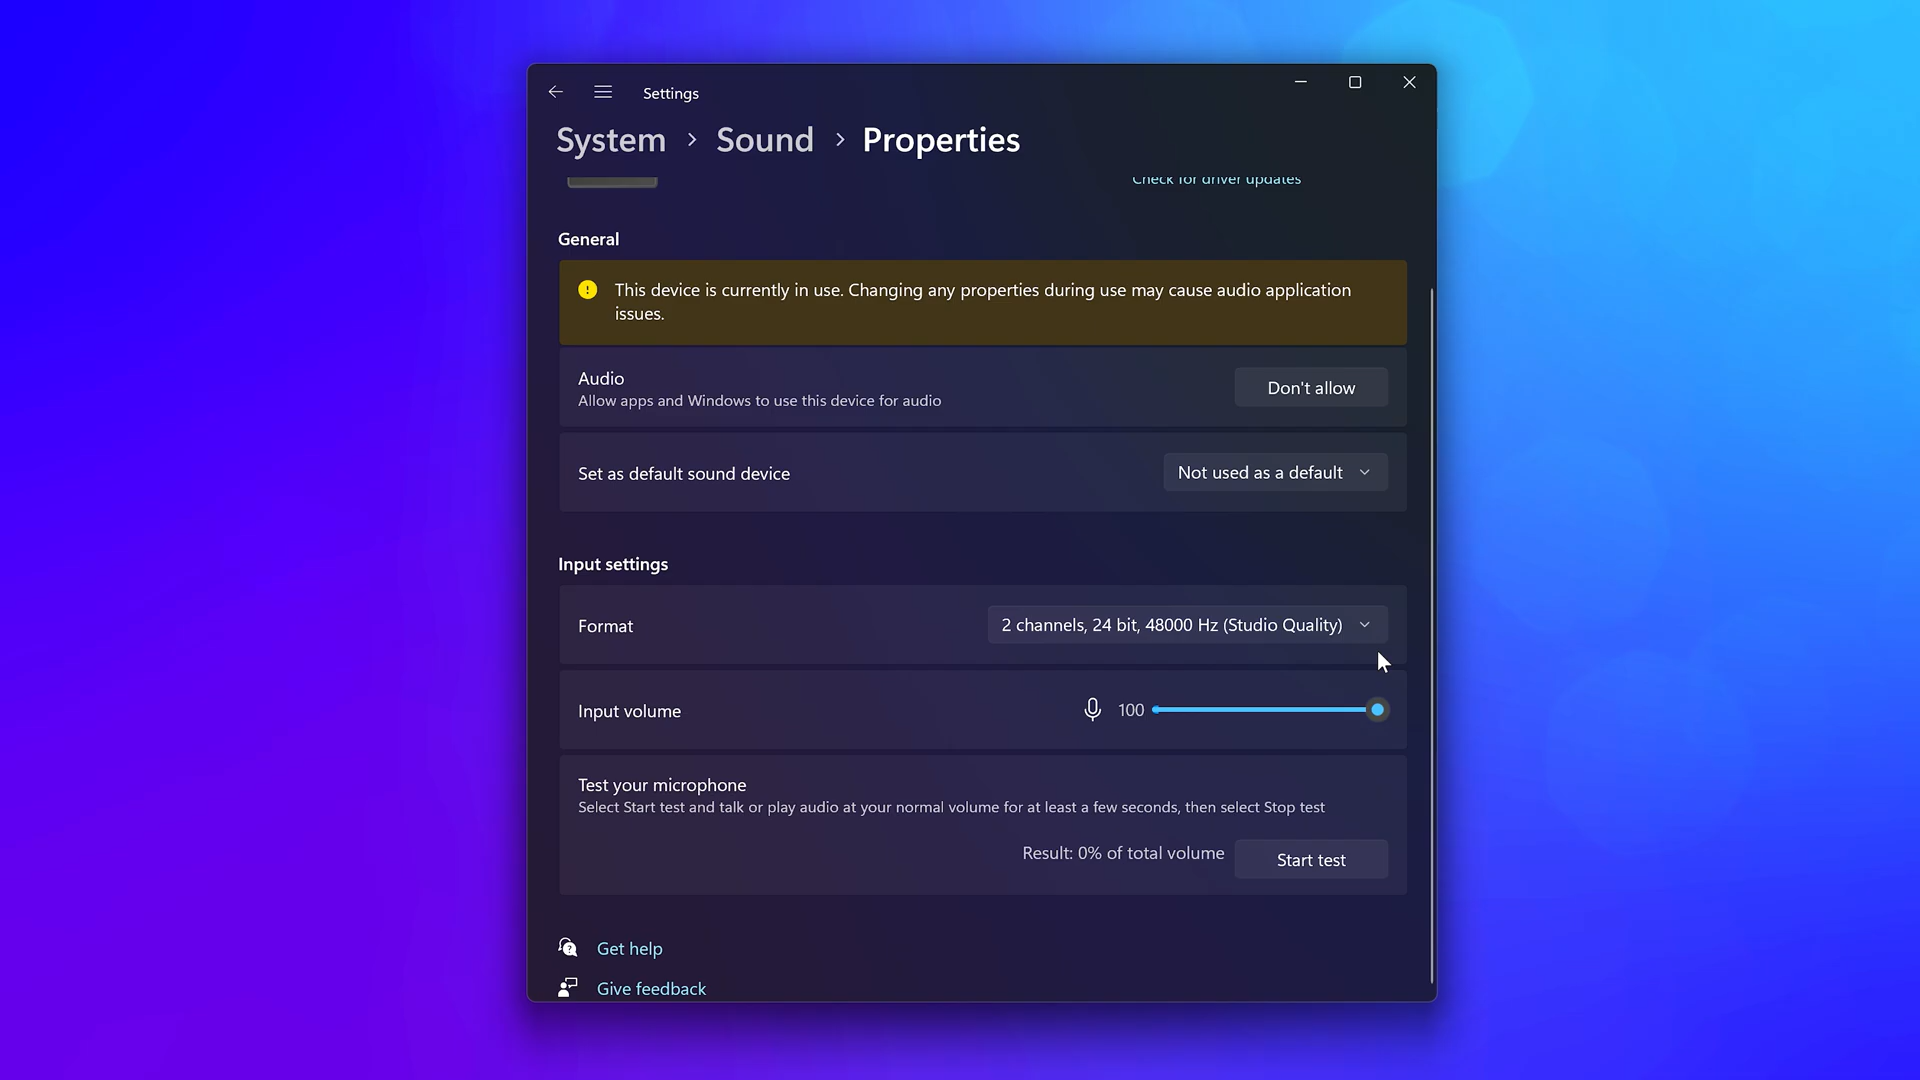 Settings
System > Sound > Properties
Check for driver updates
General
This device is currently in use. Changing any properties during use may cause audio application
issues.
Audio
Allow apps and Windows to use this device for audio
Don't allow
Set as default sound device
Not used as a default
Input settings
Format
2 channels, 24 bit, 48000 Hz (Studio Quality)
Input volume
100
Test your microphone
Select Start test and talk or play audio at your normal volume for at least a few seconds, then select Stop test
Result: 0% of total volume
Start test
Get help
Give feedback